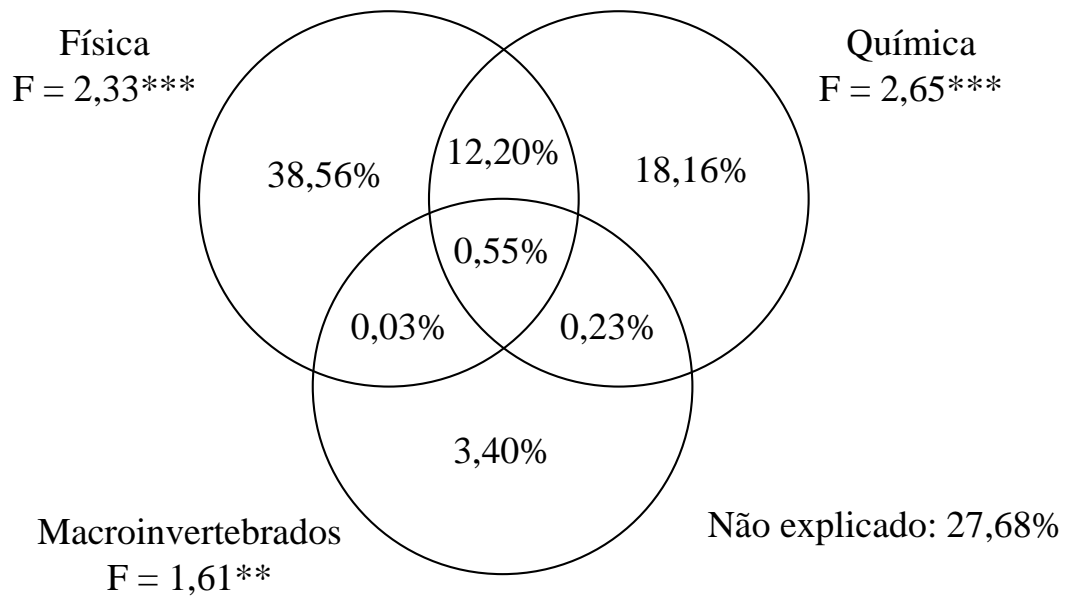 Física
F = 2,33***
Química
F = 2,65***
38,56%
12,20%
18,16%
0,55%
0,03%
0,23%
3,40%
Macroinvertebrados
F = 1,61**
Não explicado: 27,68%